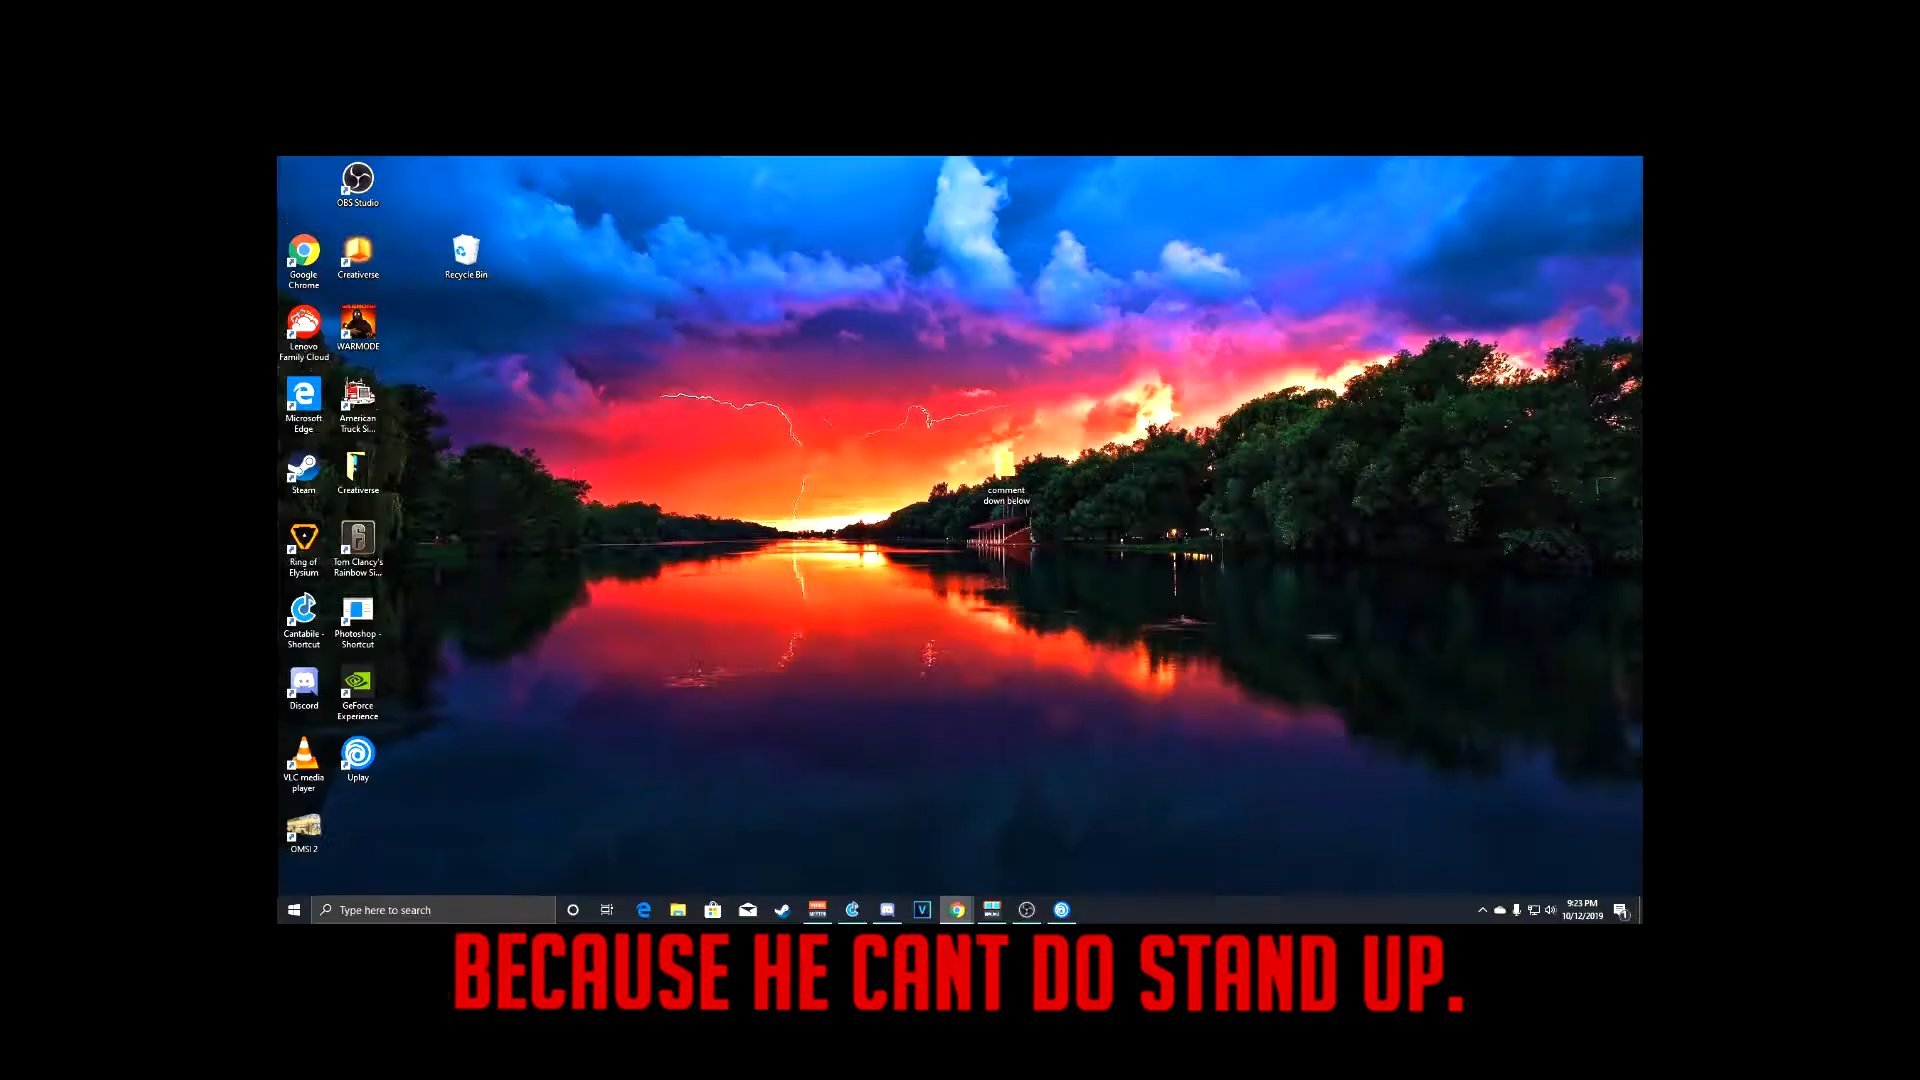 OBS Studio
Google
Chrome
Creativerse
Recycle Bin
Lenovo
Family Cloud
WARMODE
Microsoft
Edge
American
Truck Si...
Steam
Creativerse
comment
down below
Ring of
Elysium
Tom Clancy's
Rainbow Si...
Cantabile -
Shortcut
Photoshop -
Shortcut
Discord
GeForce
Experience
VLC media
player
Uplay
OMSI 2
Type here to search
9:23 PM
10/12/2019
BECAUSE HE CANT DO STAND UP.